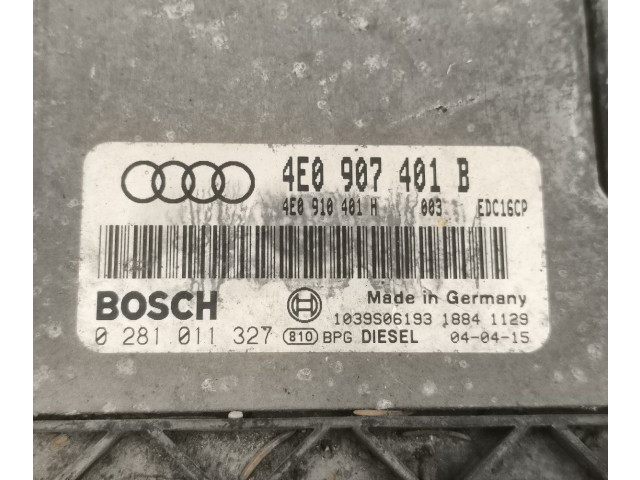 4E0 907 401 B
4E0 910 401 H 003 EDC16CP
BOSCH Made in Germany
1039S06193 1884 1129
0 281 011 327 810 BPG DIESEL 04-04-15